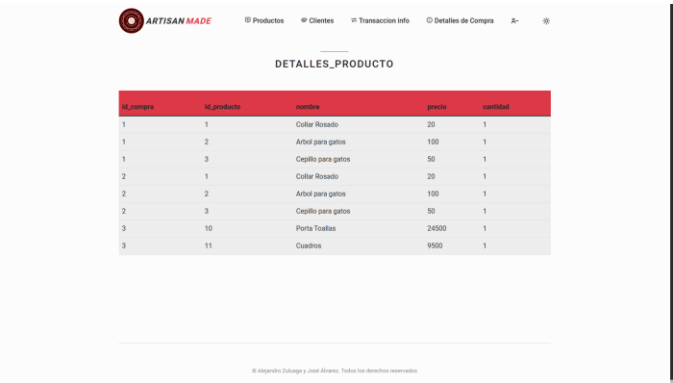 ARTISAN MADE Productos Clientes Transaccion info Detalles de Compra
DETALLES_PRODUCTO
id_compra id_producto nombre precio cantidad
1 1 Collar Rosado 20 1
1 2 Arbol para gatos 100 1
1 3 Cepillo para gatos 50 1
2 1 Collar Rosado 20 1
2 2 Arbol para gatos 100 1
2 3 Cepillo para gatos 50 1
3 10 Porta Toallas 24500 1
3 11 Cuadros 9500 1
© Alejandro Zuluaga y José Álvarez. Todos los derechos reservados